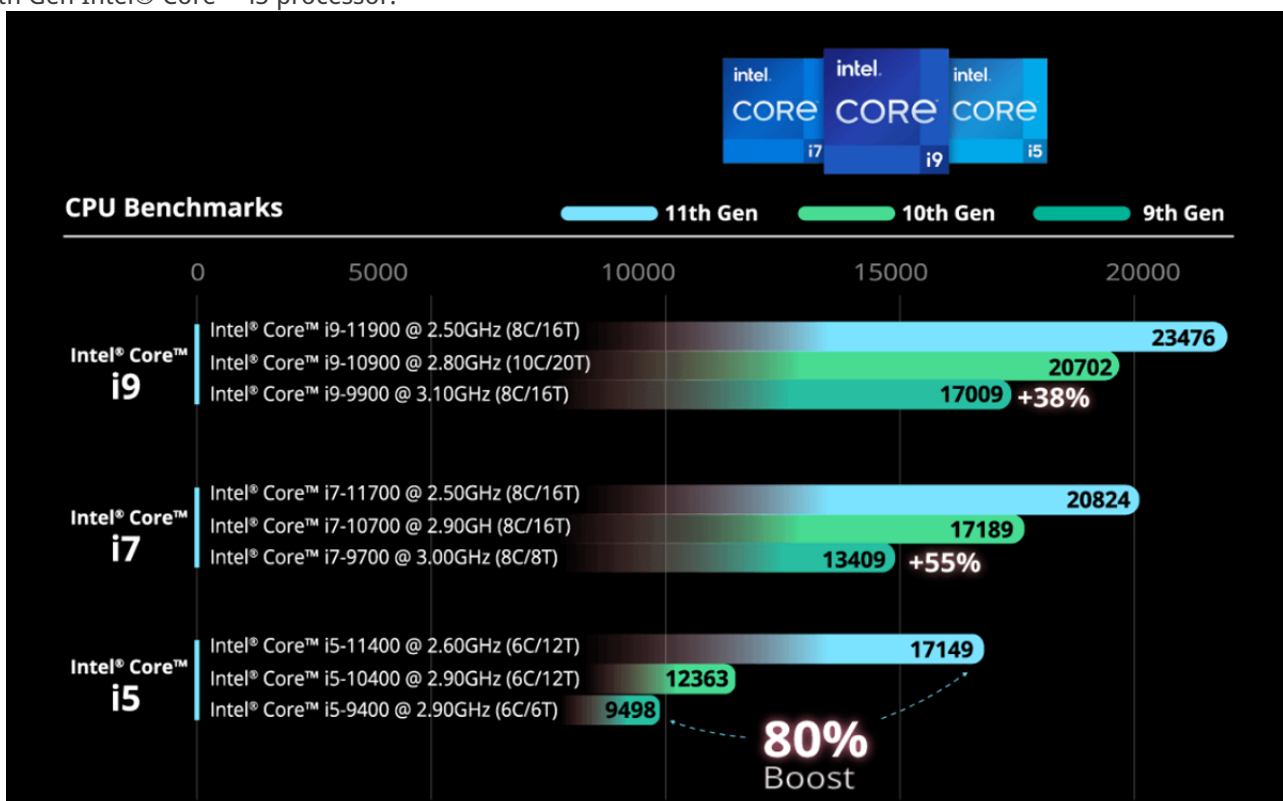 th Gen Intel® Core™ i5 processor.
intel. intel. intel.
CORE CORE CORE
i7 i9 i5
CPU Benchmarks 11th Gen 10th Gen 9th Gen
0 5000 10000 15000 20000
Intel® Core™ i9-11900 @ 2.50GHz (8C/16T) 23476
Intel® Core™
i9
Intel® Core™ i9-10900 @ 2.80GHz (10C/20T) 20702
Intel® Core™ i9-9900 @ 3.10GHz (8C/16T) 17009 +38%
Intel® Core™ i7-11700 @ 2.50GHz (8C/16T) 20824
Intel® Core™
i7
Intel® Core™ i7-10700 @ 2.90GH (8C/16T) 17189
Intel® Core™ i7-9700 @ 3.00GHz (8C/8T) 13409 +55%
Intel® Core™ i5-11400 @ 2.60GHz (6C/12T) 17149
Intel® Core™
i5
Intel® Core™ i5-10400 @ 2.90GHz (6C/12T) 12363
Intel® Core™ i5-9400 @ 2.90GHz (6C/6T) 9498
80%
Boost